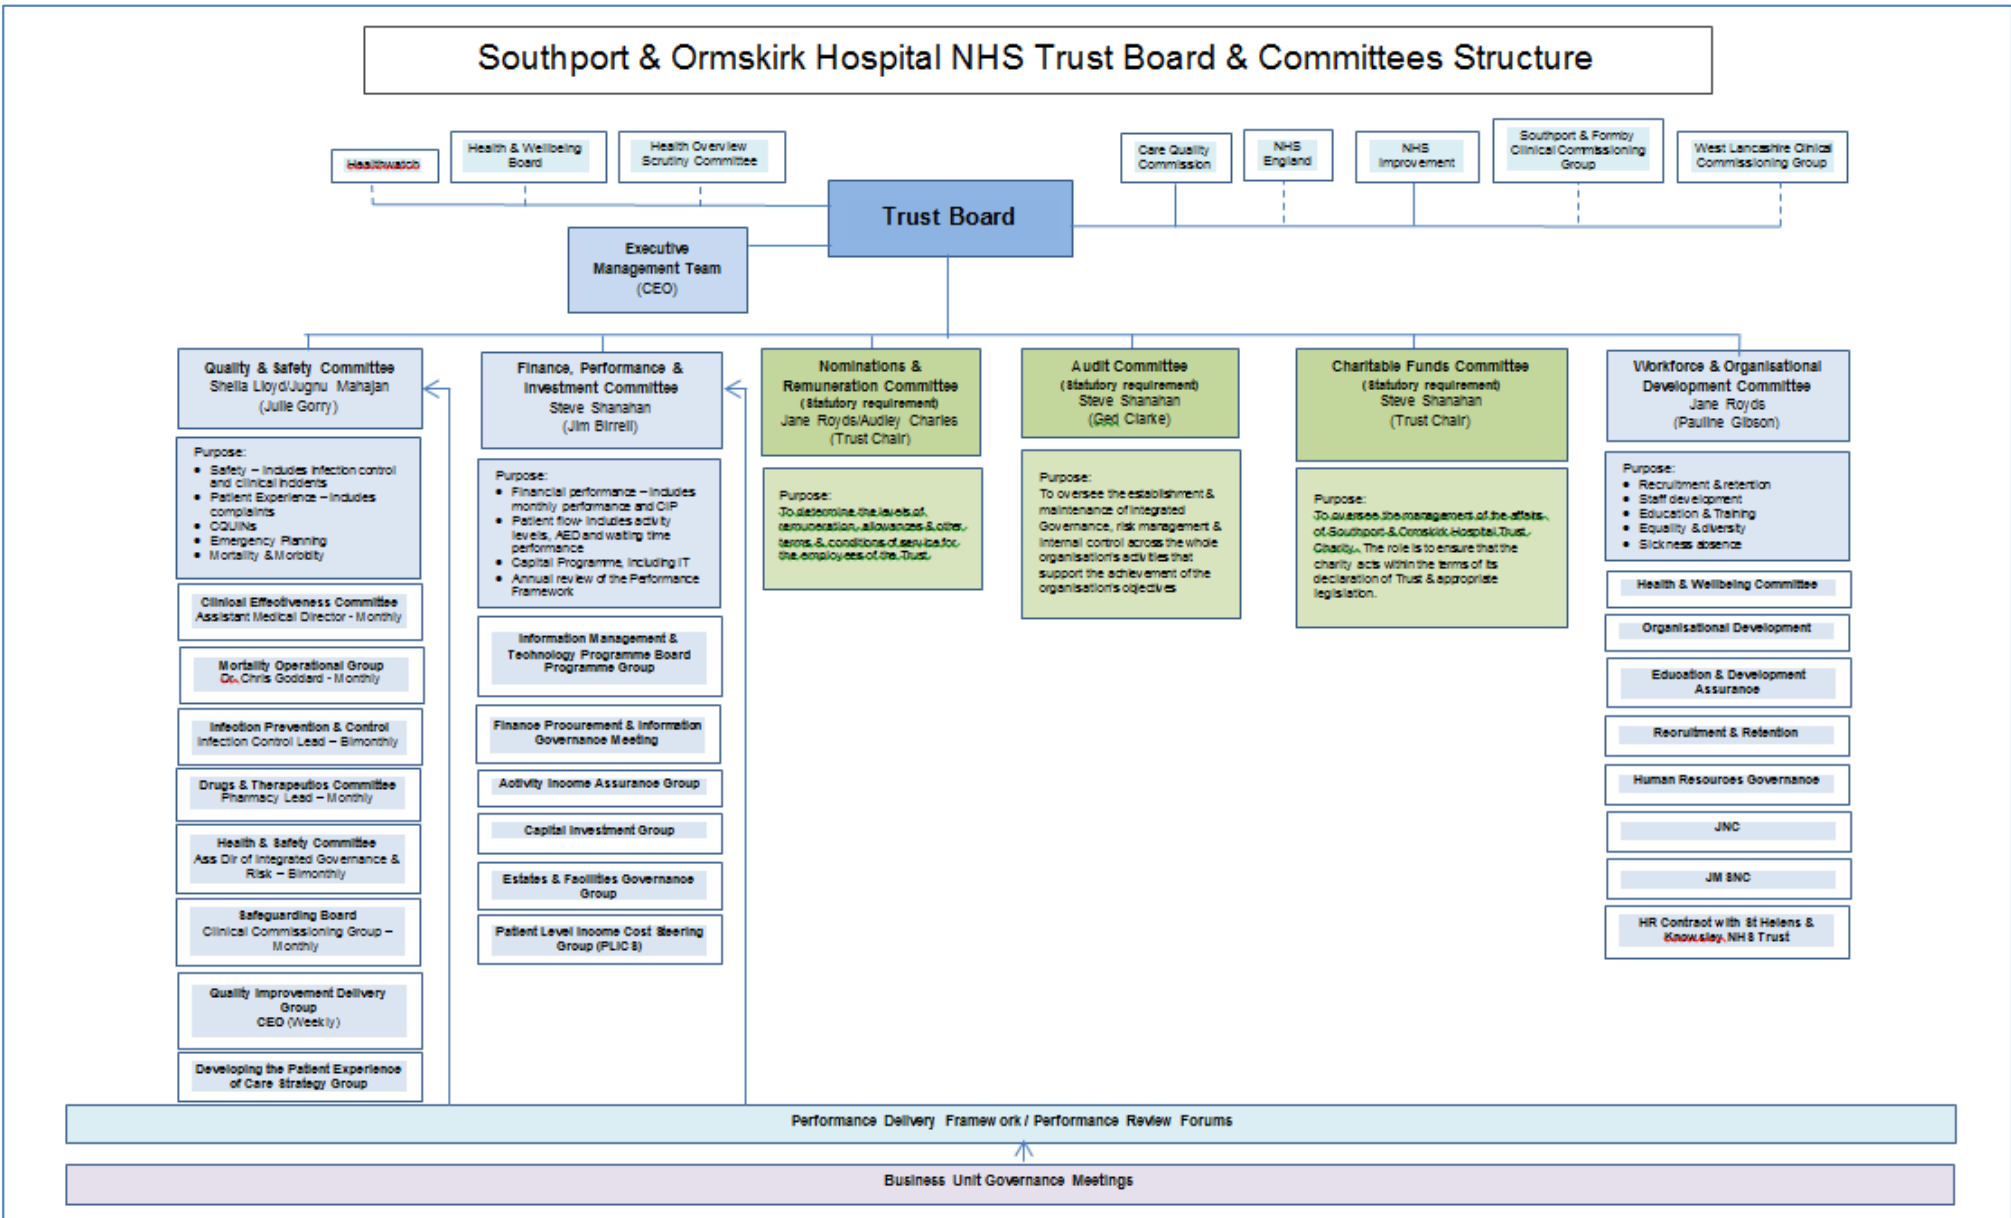 Southport & Ormskirk Hospital NHS Trust Board & Committees Structure
Healthwatch
Health & Wellbeing
Board
Health Overview
Scrutiny Committee
Care Quality
Commission
NHS
England
NHS
Improvement
Southport & Formby
Clinical Commissioning
Group
West Lancashire Clinical
Commissioning Group
Trust Board
Executive
Management Team
(CEO)
Quality & Safety Committee
Sheila Lloyd/Jugnu Mahajan
(Julie Gorry)
Purpose:
• Safety – includes infection control
and clinical incidents
• Patient Experience – includes
complaints
• CQUINs
• Emergency Planning
• Mortality & Morbidity
Clinical Effectiveness Committee
Assistant Medical Director - Monthly
Mortality Operational Group
Dr. Chris Goddard - Monthly
Infection Prevention & Control
Infection Control Lead – Bimonthly
Drugs & Therapeutics Committee
Pharmacy Lead – Monthly
Health & Safety Committee
Ass Dir of Integrated Governance &
Risk – Bimonthly
Safeguarding Board
Clinical Commissioning Group –
Monthly
Quality Improvement Delivery
Group
CEO (Weekly)
Developing the Patient Experience
of Care Strategy Group
Finance, Performance &
Investment Committee
Steve Shanahan
(Jim Birrell)
Purpose:
• Financial performance – includes
monthly performance and CIP
• Patient flow- includes activity
levels, AED and waiting time
performance
• Capital Programme, including IT
• Annual review of the Performance
Framework
Information Management &
Technology Programme Board
Programme Group
Finance Procurement & Information
Governance Meeting
Activity Income Assurance Group
Capital Investment Group
Estates & Facilities Governance
Group
Patient Level Income Cost Steering
Group (PLICS)
Nominations &
Remuneration Committee
(Statutory requirement)
Jane Royds/Audley Charles
(Trust Chair)
Purpose:
To determine the levels of
remuneration, allowances & other
terms & conditions of service for
the employees of the Trust
Audit Committee
(Statutory requirement)
Steve Shanahan
(Ged Clarke)
Purpose:
To oversee the establishment &
maintenance of Integrated
Governance, risk management &
internal control across the whole
organisation's activities that
support the achievement of the
organisation's objectives
Charitable Funds Committee
(Statutory requirement)
Steve Shanahan
(Trust Chair)
Purpose:
To oversee the management of the affairs
of Southport & Ormskirk Hospital Trust
Charity. The role is to ensure that the
charity acts within the terms of its
declaration of Trust & appropriate
legislation.
Workforce & Organisational
Development Committee
Jane Royds
(Pauline Gibson)
Purpose:
• Recruitment & retention
• Staff development
• Education & Training
• Equality & diversity
• Sickness absence
Health & Wellbeing Committee
Organisational Development
Education & Development
Assurance
Recruitment & Retention
Human Resources Governance
JNC
JMSNC
HR Contract with St Helens &
Knowsley NHS Trust
Performance Delivery Framework / Performance Review Forums
Business Unit Governance Meetings